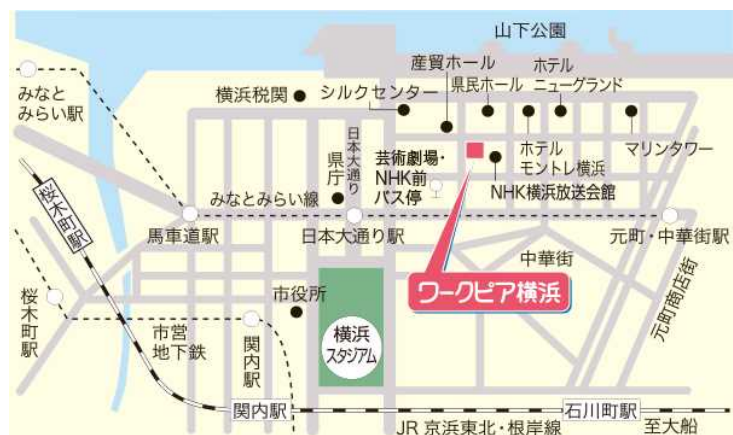 山下公園
産貿ホール
ホテル
ニューグランド
県民ホール
みなと
みらい駅
横浜税関
シルクセンター
日本大通り
県庁
芸術劇場・
NHK前
バス停
ホテル
モントレ横浜
マリンタワー
NHK横浜放送会館
桜木町駅
みなとみらい線
馬車道駅
日本大通り駅
元町・中華街駅
中華街
ワークピア横浜
元町商店街
桜木町駅
市営
地下鉄
関内駅
市役所
横浜
スタジアム
関内駅
石川町駅
JR 京浜東北・根岸線
至大船